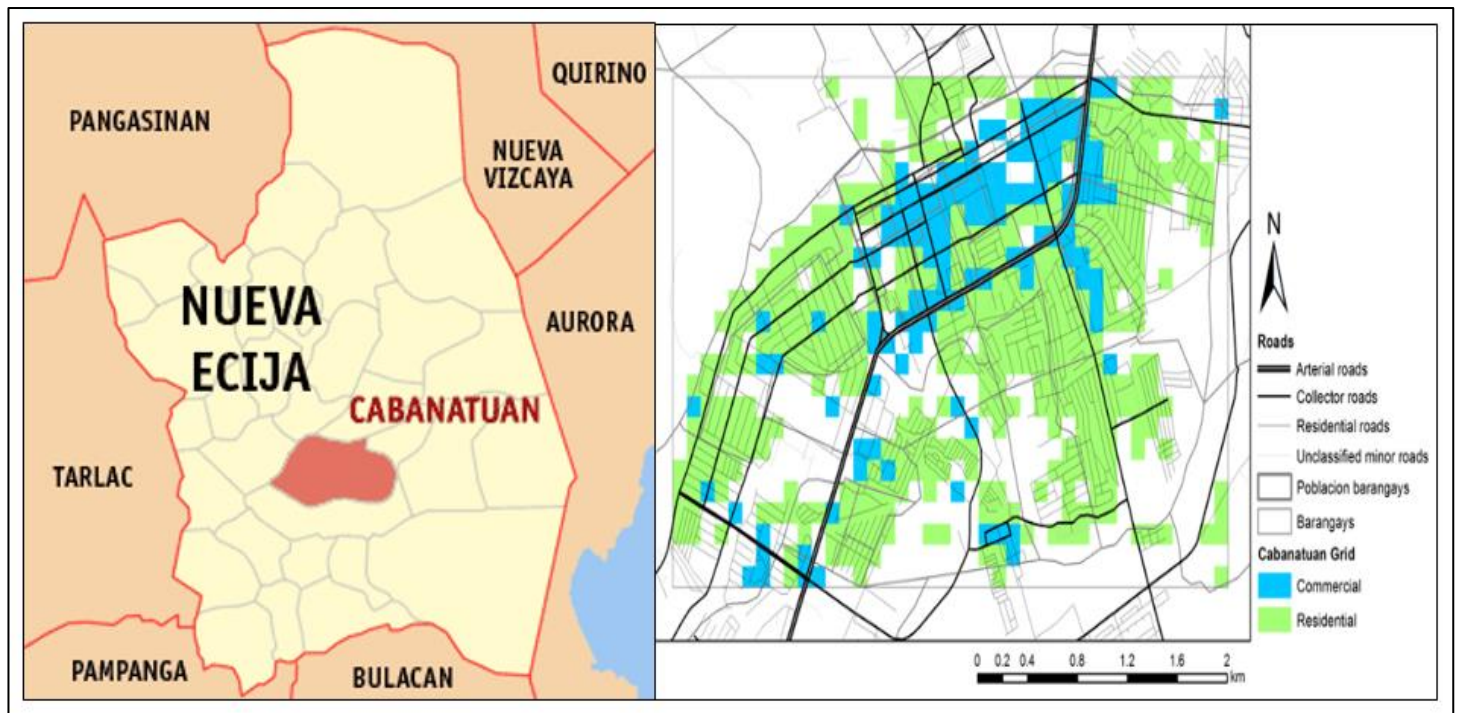 PANGASINAN
QUIRINO
NUEVA
VIZCAYA
NUEVA
ECIJA
AURORA
CABANATUAN
TARLAC
PAMPANGA
BULACAN
N
Roads
Arterial roads
Collector roads
Residential roads
Unclassified minor roads
Poblacion barangays
Barangays
Cabanatuan Grid
Commercial
Residential
0 0.2 0.4 0.8 1.2 1.6 2
km